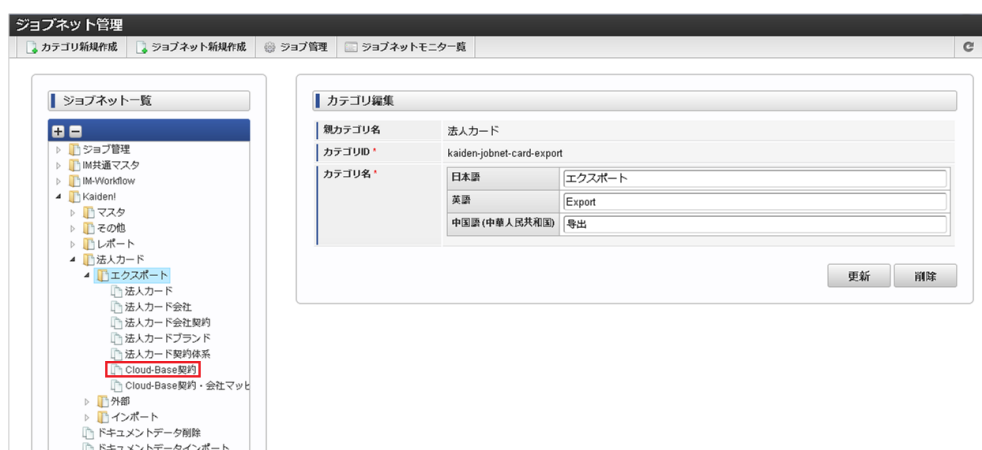 ジョブネット管理
カテゴリ新規作成 ジョブネット新規作成 ジョブ管理 ジョブネットモニター覧
ジョブネット一覧
ジョブ管理
IM共通マスタ
IM-Workflow
Kaiden!
マスタ
その他
レポート
法人カード
エクスポート
法人カード
法人カード会社
法人カード会社契約
法人カードブランド
法人カード契約体系
Cloud-Base契約
Cloud-Base契約・会社マッピ
外部
インポート
ドキュメントデータ削除
ドキュメントデータインポート
カテゴリ編集
親カテゴリ名 法人カード
カテゴリID * kaiden-jobnet-card-export
カテゴリ名 *
日本語 エクスポート
英語 Export
中国語 (中華人民共和国) 导出
更新 削除